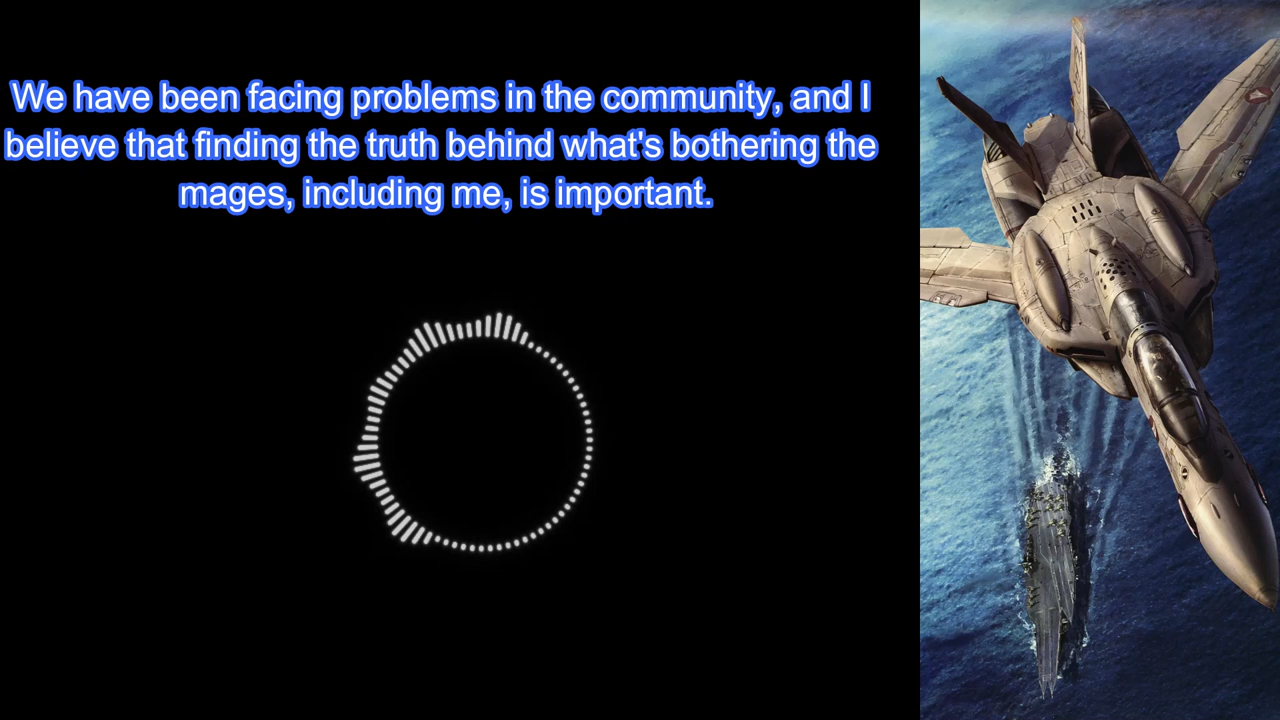 We have been facing problems in the community, and I
believe that finding the truth behind what's bothering the
mages, including me, is important.